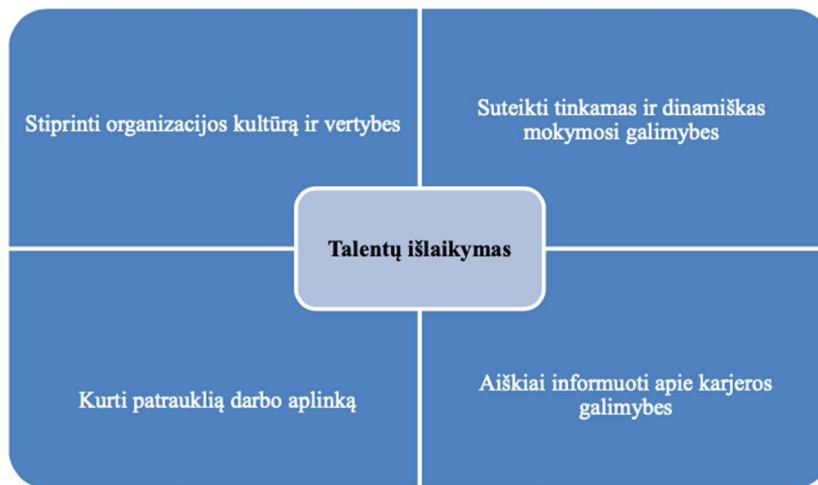 Stiprinti organizacijos kultūrą ir vertybes
Suteikti tinkamas ir dinamiškas
mokymosi galimybes
Talentų išlaikymas
Kurti patrauklią darbo aplinką
Aiškiai informuoti apie karjeros
galimybes